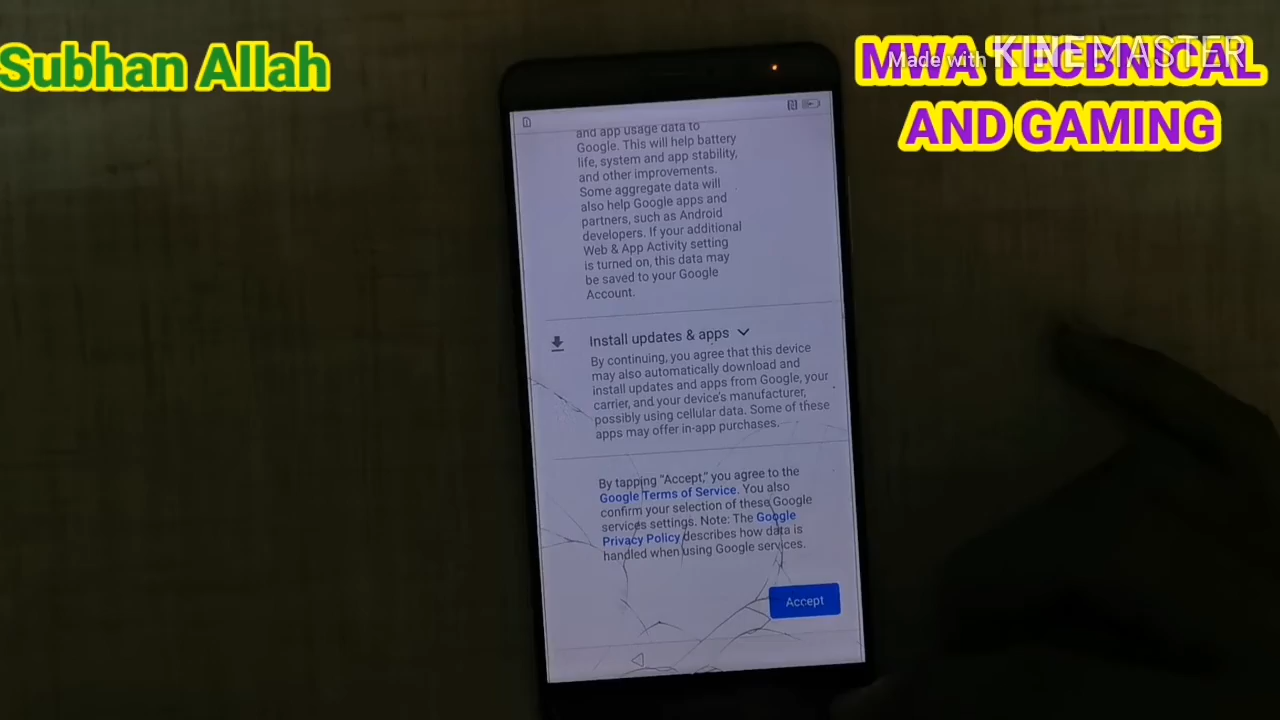 Subhan Allah
Made with KINEMASTER
MWA TECBNICAL
AND GAMING
and app usage data to
Google. This will help battery
life, system and app stability,
and other improvements.
Some aggregate data will
also help Google apps and
partners, such as Android
developers. If your additional
Web & App Activity setting
is turned on, this data may
be saved to your Google
Account.
Install updates & apps
By continuing, you agree that this device
may also automatically download and
install updates and apps from Google, your
carrier, and your device's manufacturer,
possibly using cellular data. Some of these
apps may offer in-app purchases.
By tapping "Accept," you agree to the
Google Terms of Service. You also
confirm your selection of these Google
services settings. Note: The Google
Privacy Policy describes how data is
handled when using Google services.
Accept